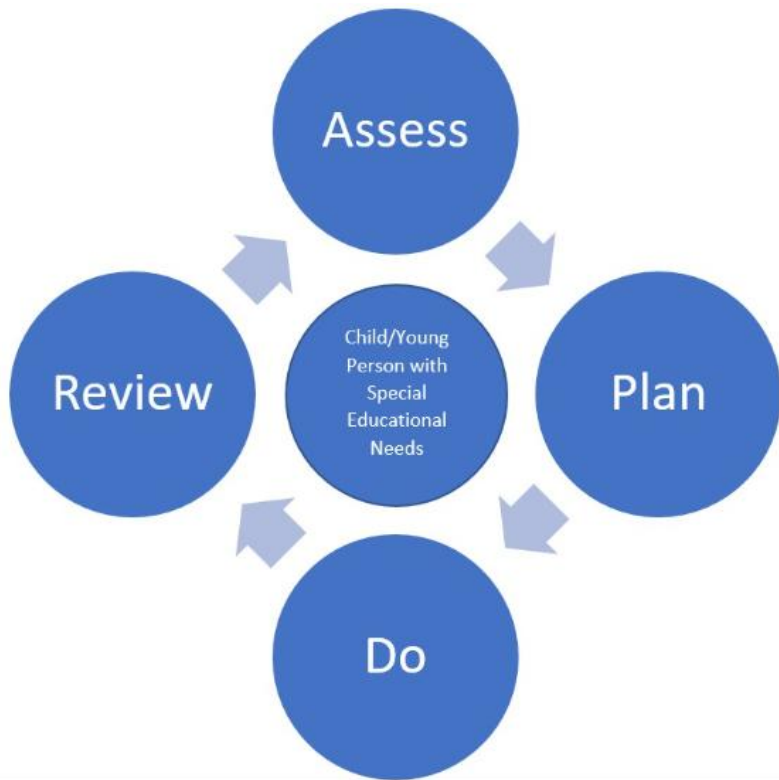 Assess
Child/Young
Person with
Special
Educational
Needs
Review
Plan
Do